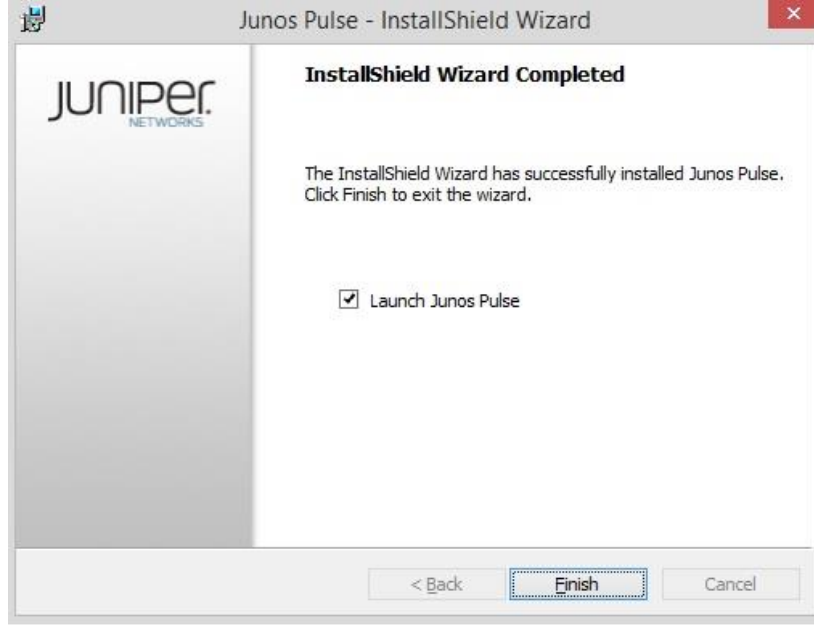 Junos Pulse - InstallShield Wizard
JUNIPER
NETWORKS
InstallShield Wizard Completed
The InstallShield Wizard has successfully installed Junos Pulse.
Click Finish to exit the wizard.
Launch Junos Pulse
< Back
Finish
Cancel